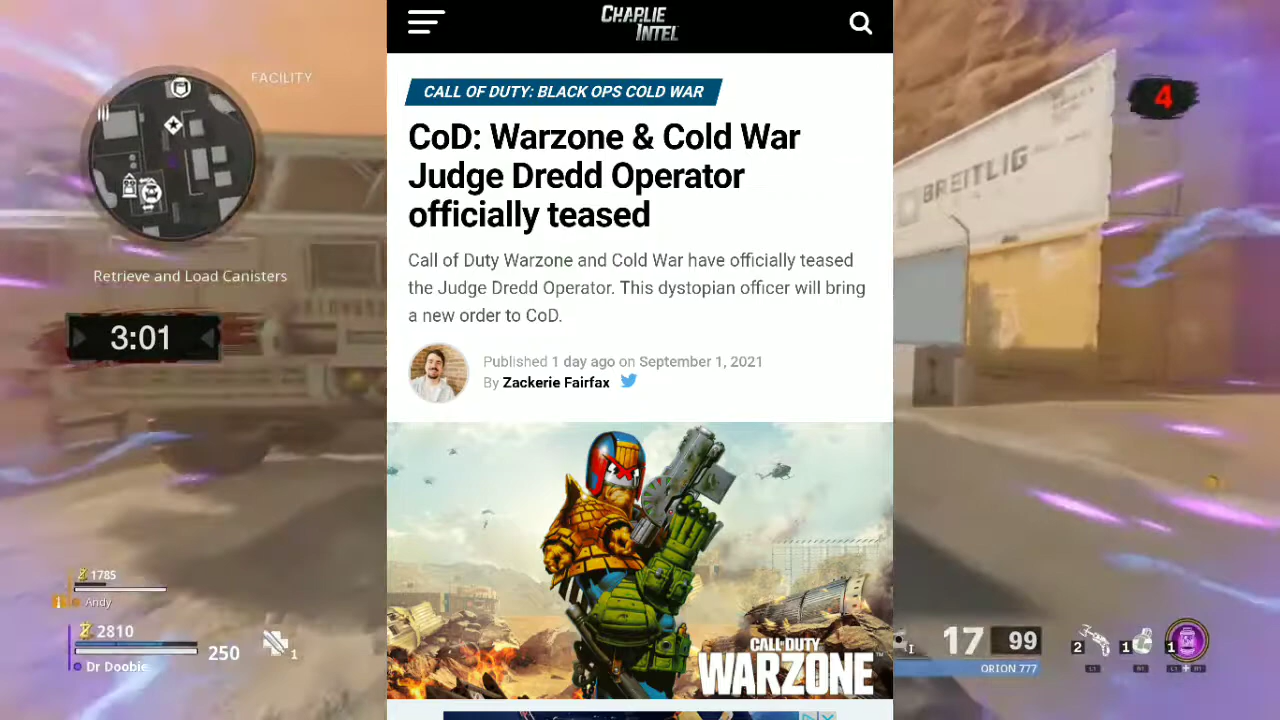 CHARLIE
INTEL
FACILITY
CALL OF DUTY: BLACK OPS COLD WAR
4
CoD: Warzone & Cold War
Judge Dredd Operator
officially teased
BREITLIG
Call of Duty Warzone and Cold War have officially teased
the Judge Dredd Operator. This dystopian officer will bring
a new order to CoD.
Retrieve and Load Canisters
3:01
Published 1 day ago on September 1, 2021
By Zackerie Fairfax
1785
1 Andy
2810
250
1
Dr Doobie
CALL OF DUTY
WARZONE
17 99
2 1 1
ORION 777